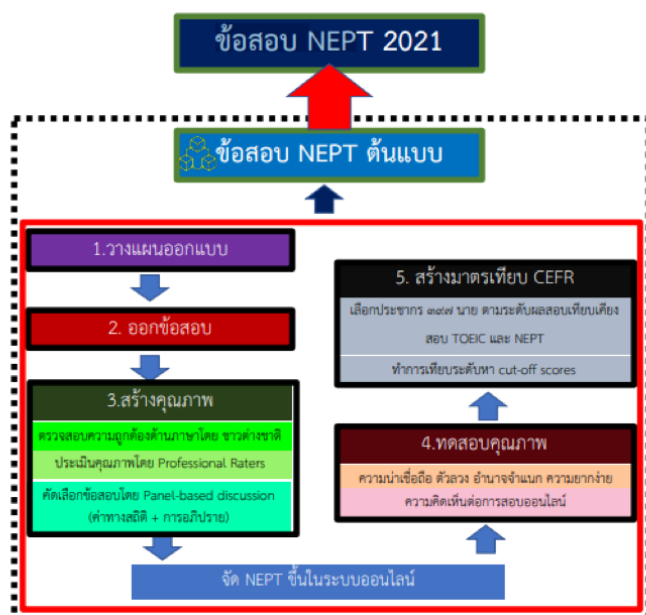 ข้อสอบ NEPT 2021
ข้อสอบ NEPT ต้นแบบ
1.วางแผนออกแบบ
2. ออกข้อสอบ
3.สร้างคุณภาพ
ตรวจสอบความถูกต้องด้านภาษาโดย ชาวต่างชาติ
ประเมินคุณภาพโดย Professional Raters
คัดเลือกข้อสอบโดย Panel-based discussion
(ค่าทางสถิติ + การอภิปราย)
จัด NEPT ขึ้นในระบบออนไลน์
4.ทดสอบคุณภาพ
ความน่าเชื่อถือ ตัวลวง อำนาจจำแนก ความยากง่าย
ความคิดเห็นต่อการสอบออนไลน์
5. สร้างมาตรเทียบ CEFR
เลือกประชากร ๓๙๗ นาย ตามระดับผลสอบเทียบเคียง
สอบ TOEIC และ NEPT
ทำการเทียบระดับหา cut-off scores